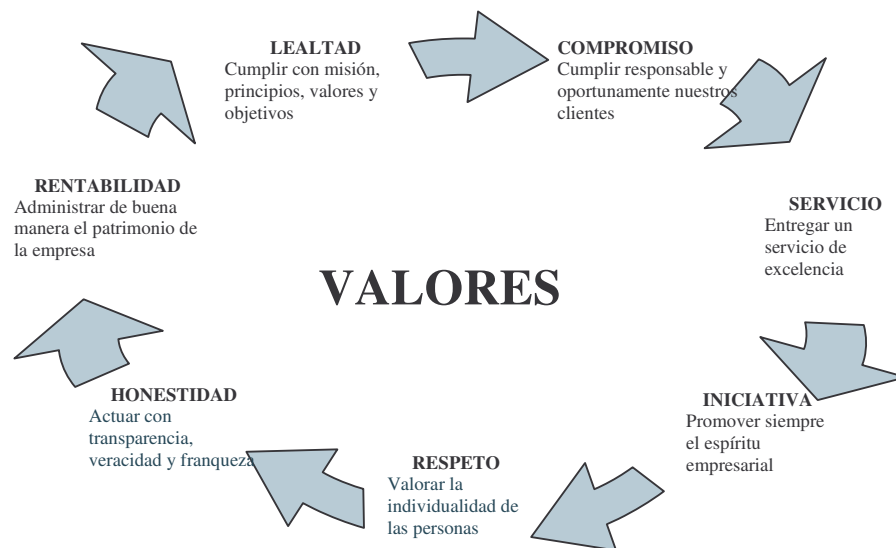 LEALTAD
Cumplir con misión,
principios, valores y
objetivos
COMPROMISO
Cumplir responsable y
oportunamente nuestros
clientes
SERVICIO
Entregar un
servicio de
excelencia
INICIATIVA
Promover siempre
el espíritu
empresarial
RESPETO
Valorar la
individualidad de
las personas
HONESTIDAD
Actuar con
transparencia,
veracidad y franqueza
RENTABILIDAD
Administrar de buena
manera el patrimonio de
la empresa
VALORES